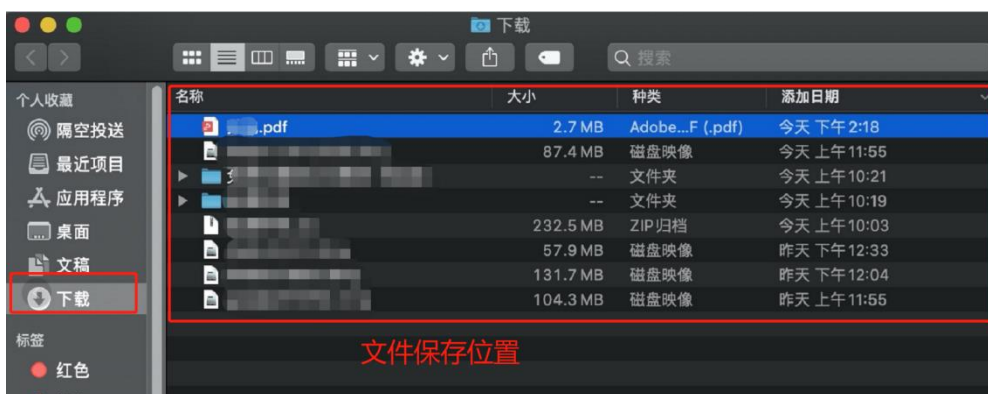 下载
搜索
个人收藏
隔空投送
最近项目
应用程序
桌面
文稿
下载
标签
红色
名称 大小 种类 添加日期
.pdf 2.7 MB Adobe...F (.pdf) 今天 下午2:18
87.4 MB 磁盘映像 今天 上午11:55
-- 文件夹 今天 上午10:21
-- 文件夹 今天 上午10:19
232.5 MB ZIP归档 今天 上午10:03
57.9 MB 磁盘映像 昨天 下午12:33
131.7 MB 磁盘映像 昨天 下午12:04
104.3 MB 磁盘映像 昨天 上午11:55
文件保存位置